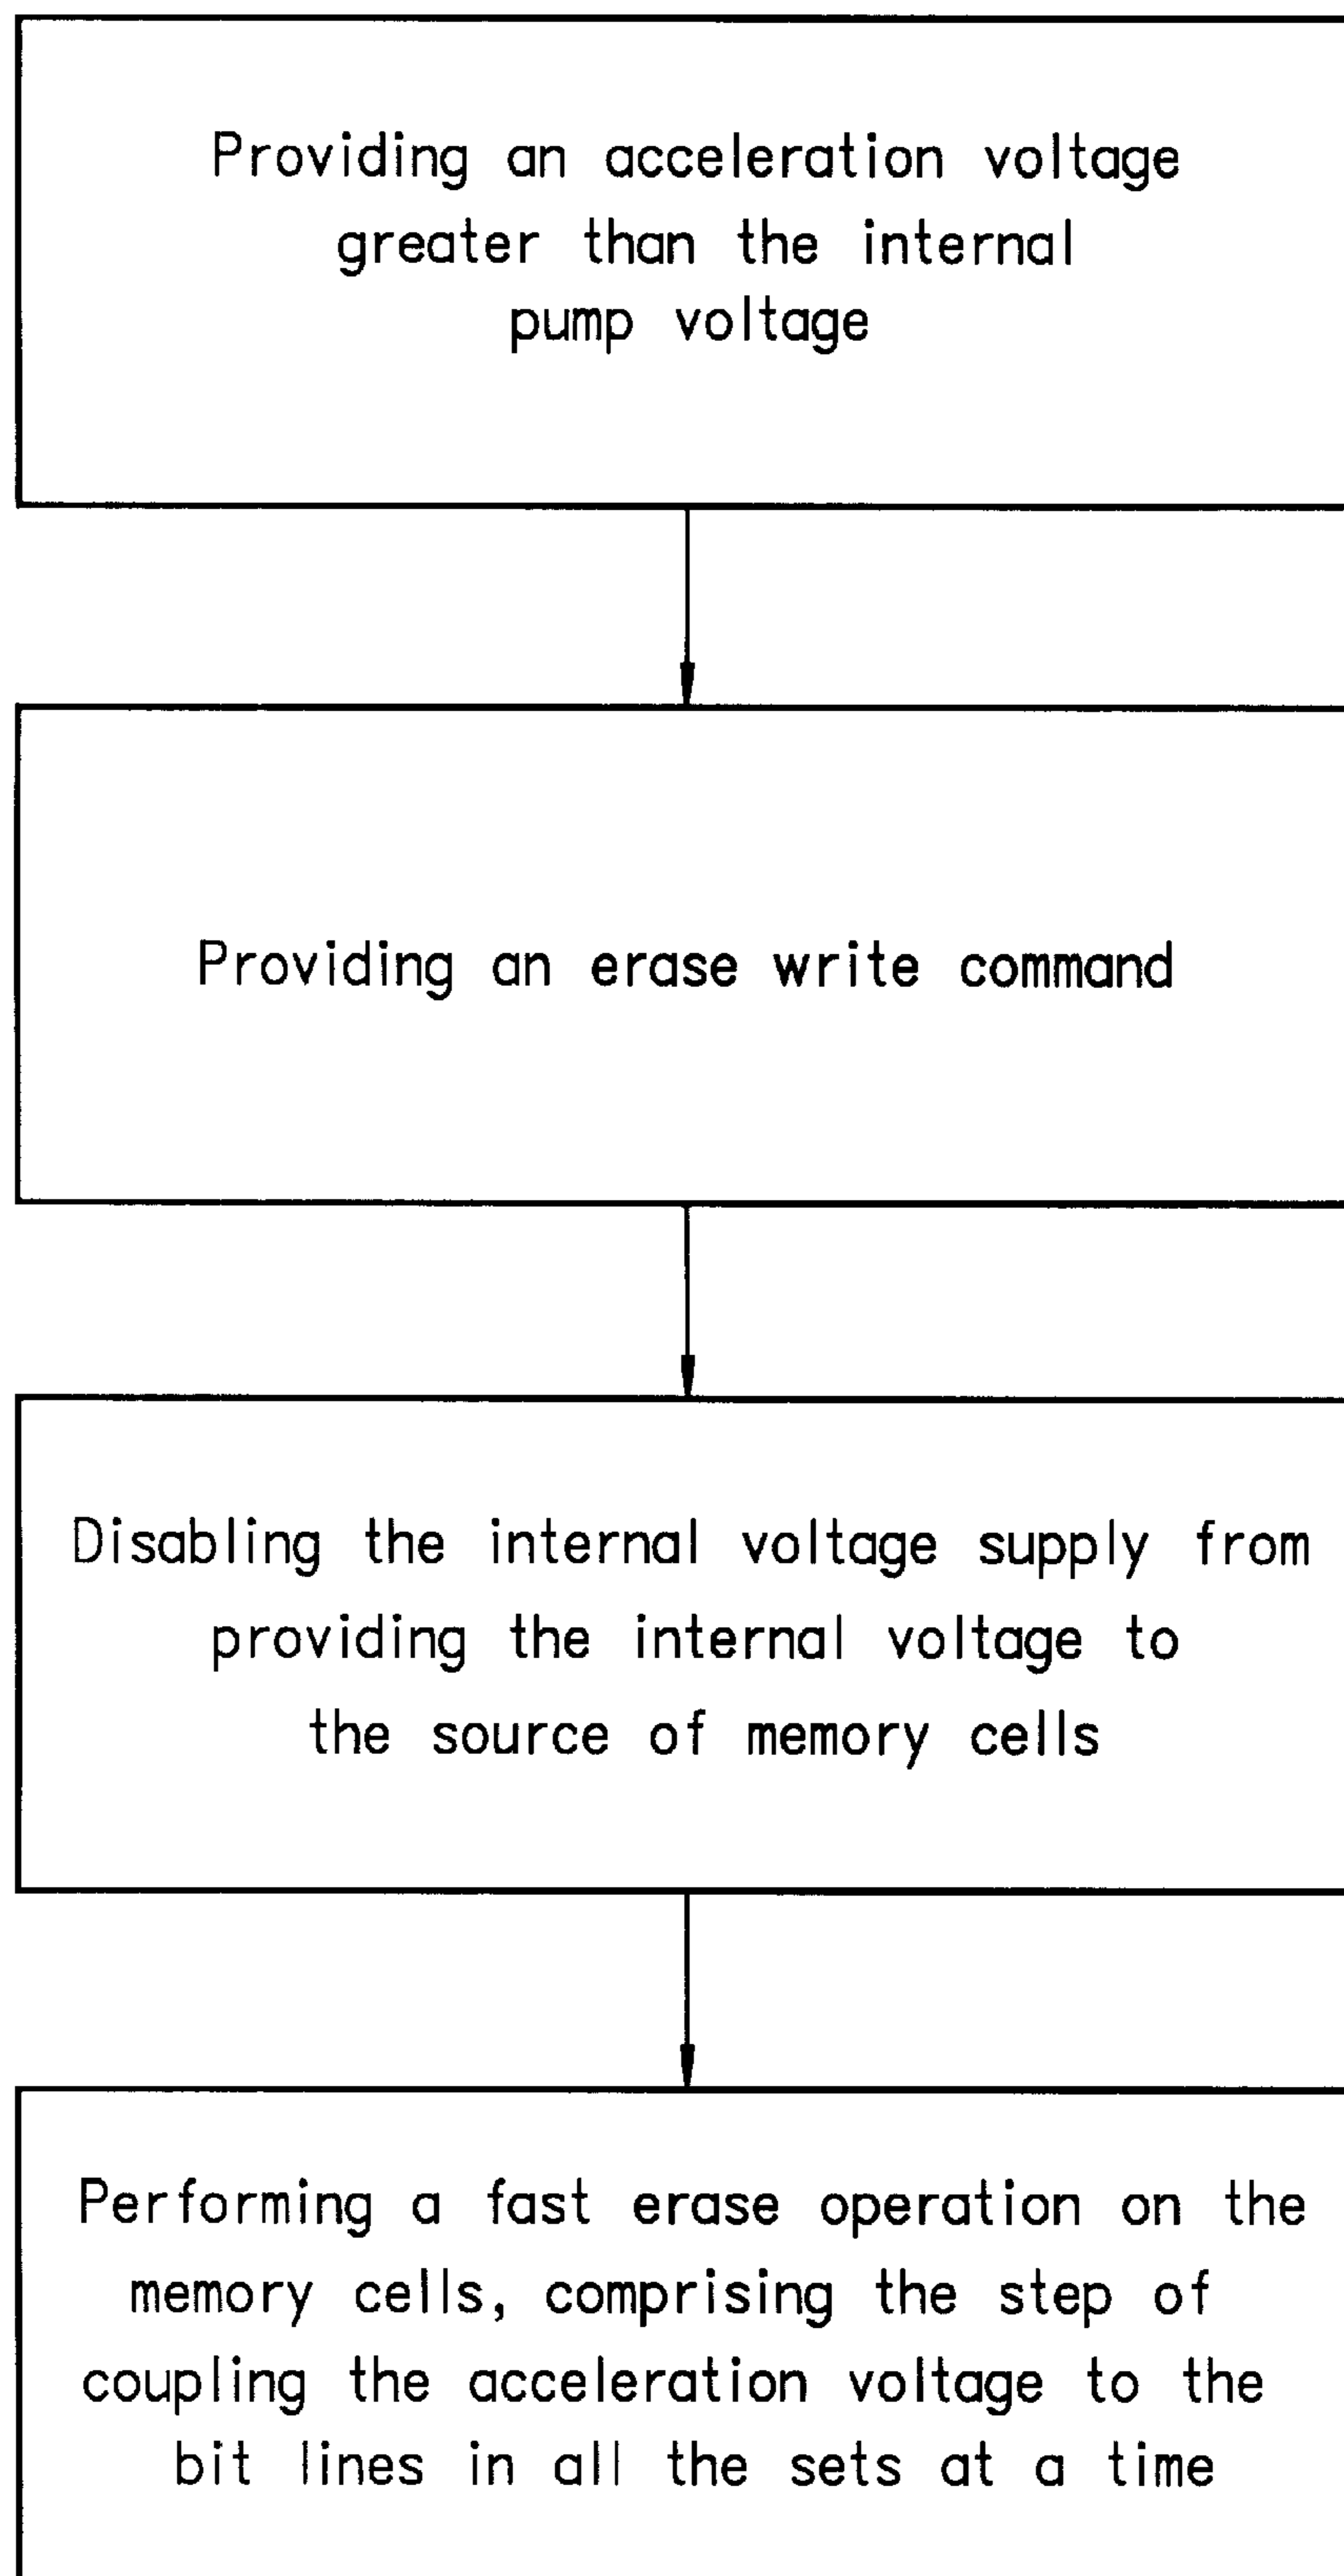 Providing an acceleration voltage
greater than the internal
pump voltage
Providing an erase write command
Disabling the internal voltage supply from
providing the internal voltage to
the source of memory cells
Performing a fast erase operation on the
memory cells, comprising the step of
coupling the acceleration voltage to the
bit lines in all the sets at a time